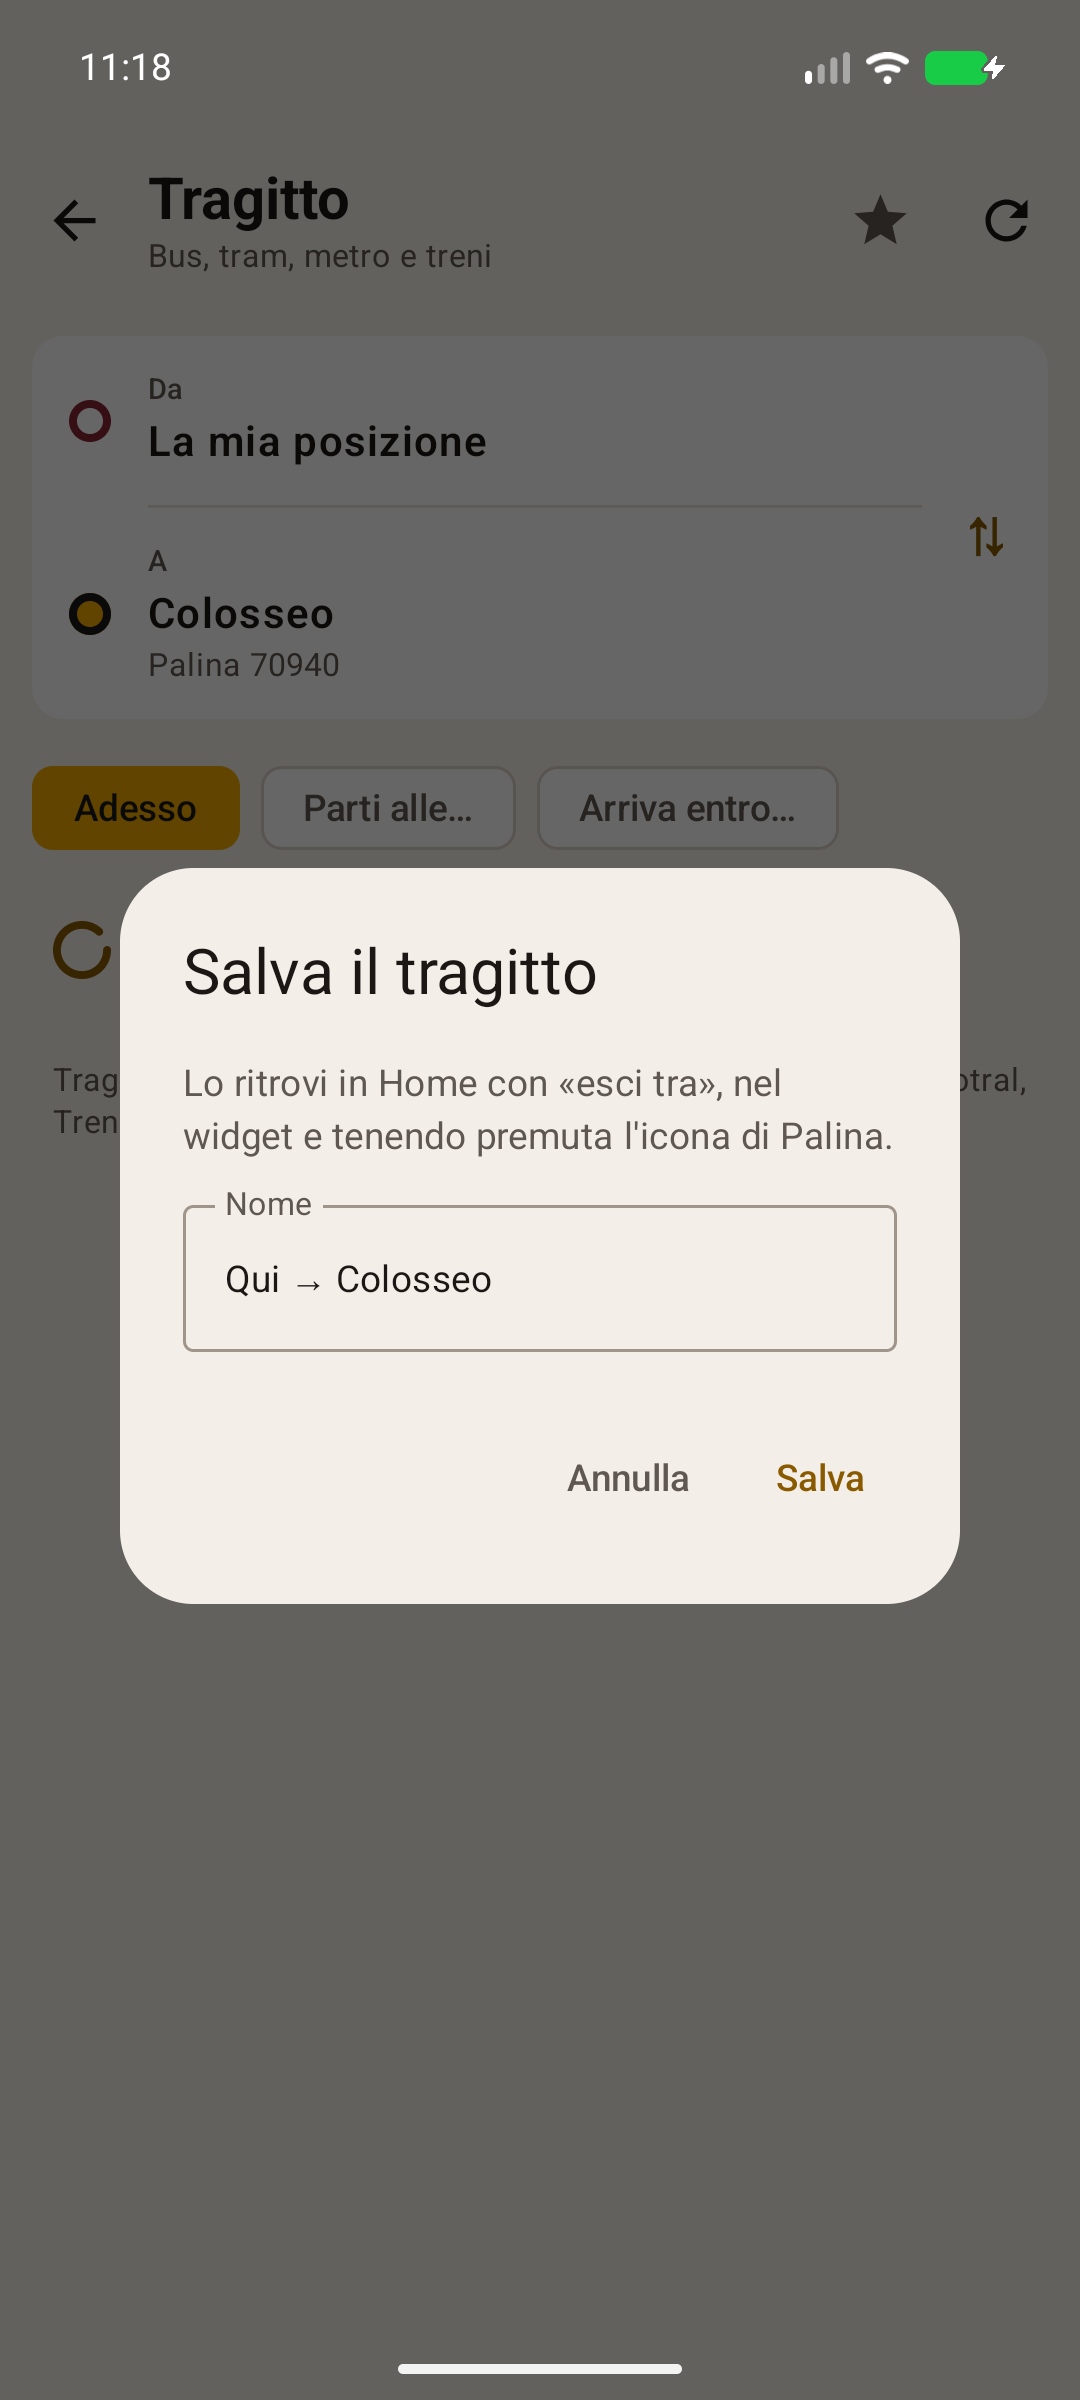 11:18
Tragitto
Bus, tram, metro e treni
Da
La mia posizione
A
Colosseo
Palina 70940
Adesso
Parti alle...
Arriva entro...
Salva il tragitto
Lo ritrovi in Home con «esci tra», nel
widget e tenendo premuta l'icona di Palina.
Nome
Qui → Colosseo
Annulla
Salva